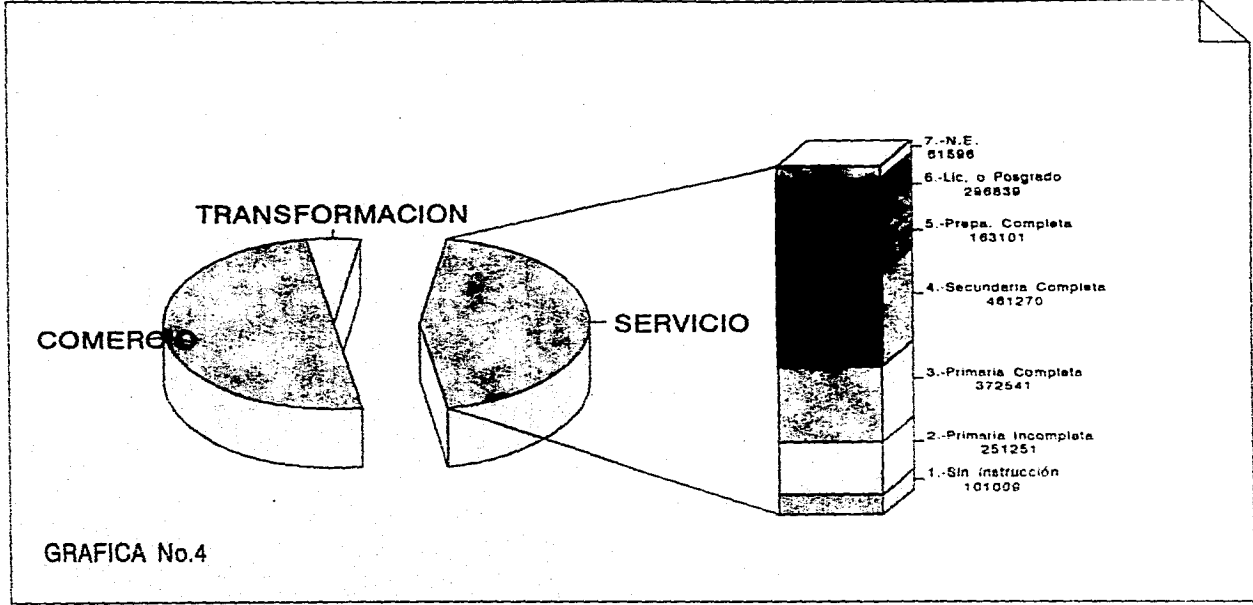 TRANSFORMACION
COMERCIO
SERVICIO
7.-N.E.
61596
6.-Lic. o Posgrado
296839
5.-Prepa. Completa
163101
4.-Secundaria Completa
461270
3.-Primaria Completa
372541
2.-Primaria Incompleta
251251
1.-Sin Instrucción
101009
GRAFICA No.4